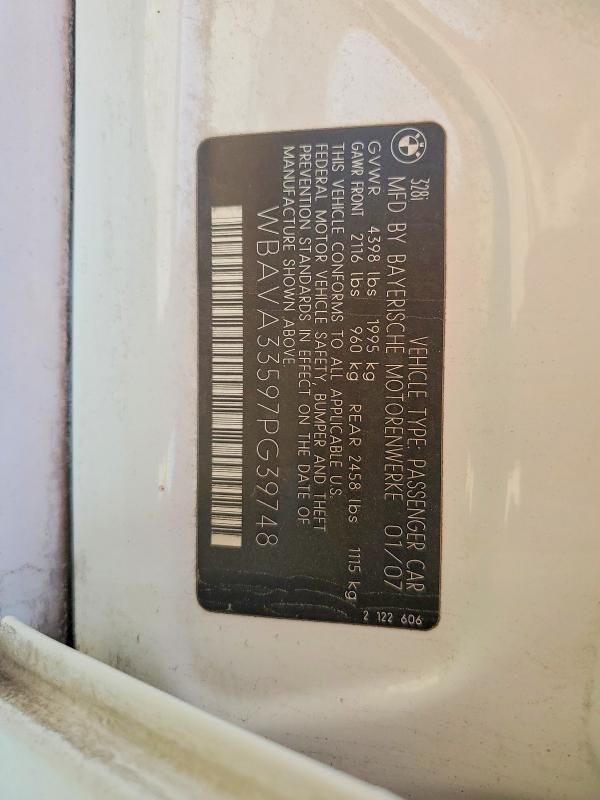 328i VEHICLE TYPE: PASSENGER CAR
MFD BY BAYERISCHE MOTORENWERKE 01/07
GVWR 4398 lbs 1995 kg
GAWR FRONT 2116 lbs 960 kg REAR 2458 lbs 1115 kg
THIS VEHICLE CONFORMS TO ALL APPLICABLE U.S.
FEDERAL MOTOR VEHICLE SAFETY, BUMPER AND THEFT
PREVENTION STANDARDS IN EFFECT ON THE DATE OF
MANUFACTURE SHOWN ABOVE.
WBAVA33597PG39748
2 122 606